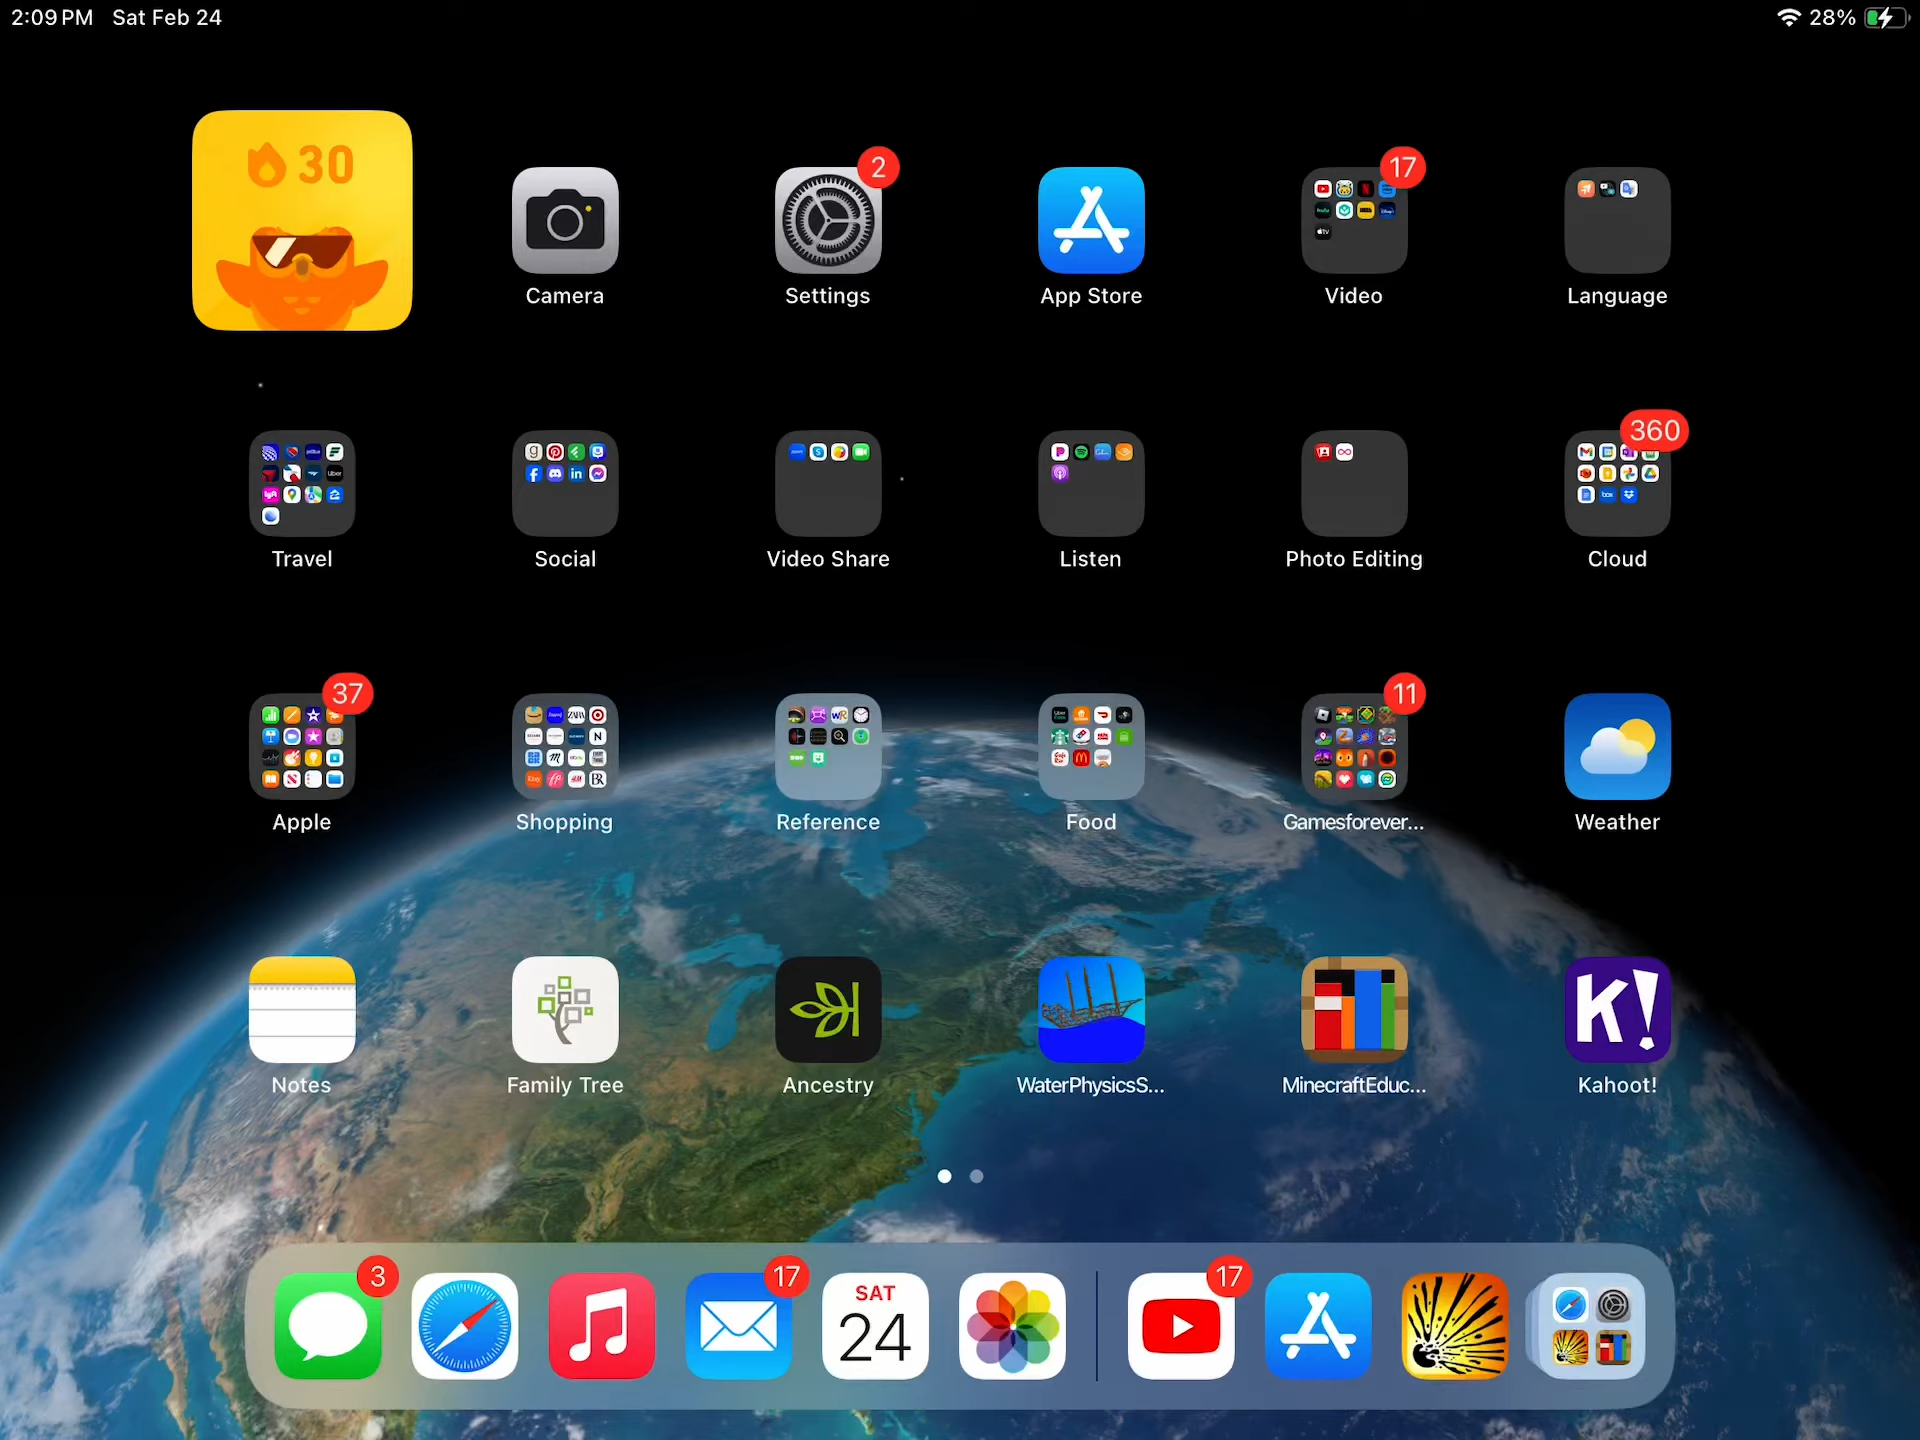 2:09 PM Sat Feb 24
28%
30
2
17
Camera
Settings
App Store
Video
Language
360
Travel
Social
Video Share
Listen
Photo Editing
Cloud
37
11
Apple
Shopping
Reference
Food
Gamesforever...
Weather
K!
Notes
Family Tree
Ancestry
WaterPhysicsS...
MinecraftEduc...
Kahoot!
3
17
SAT
24
17